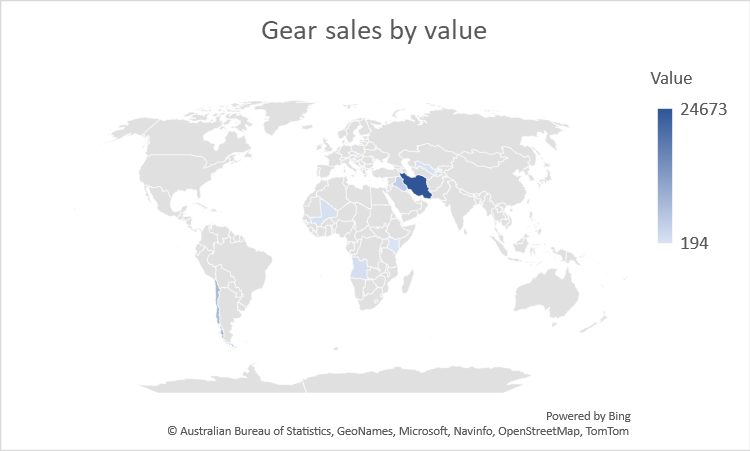 Gear sales by value
Value
24673
194
Powered by Bing
© Australian Bureau of Statistics, GeoNames, Microsoft, Navinfo, OpenStreetMap, TomTom